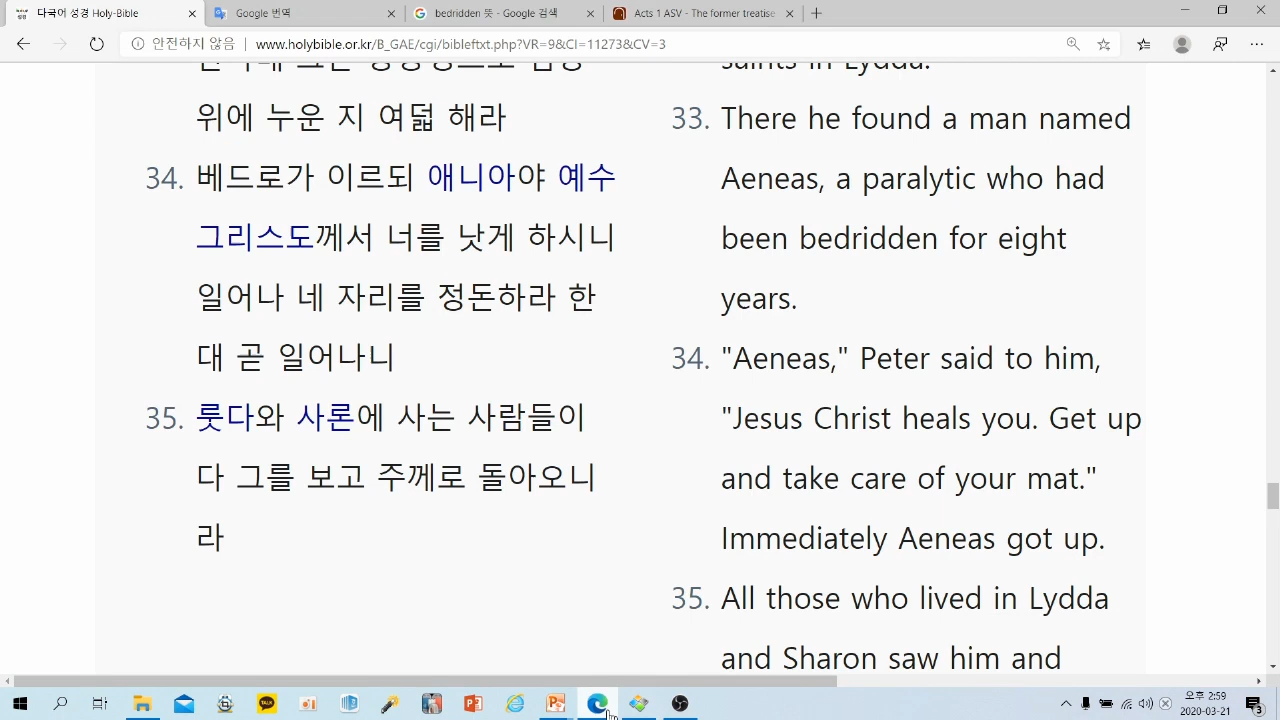 다국어 성경 Holy-Bible
Google 번역
bedridden 뜻 - Google 검색
Acts 1 ASV - The former treatise
안전하지 않음
www.holybible.or.kr/B_GAE/cgi/bibleftxt.php?VR=9&CI=11273&CV=3
위에 누운 지 여덟 해라
34. 베드로가 이르되 애니아야 예수
그리스도께서 너를 낫게 하시니
일어나 네 자리를 정돈하라 한
대 곧 일어나니
35. 룻다와 사론에 사는 사람들이
다 그를 보고 주께로 돌아오니
라
saints in Lydda.
33. There he found a man named
Aeneas, a paralytic who had
been bedridden for eight
years.
34. "Aeneas," Peter said to him,
"Jesus Christ heals you. Get up
and take care of your mat."
Immediately Aeneas got up.
35. All those who lived in Lydda
and Sharon saw him and
TALK
오후 2:59
2020-03-21
3